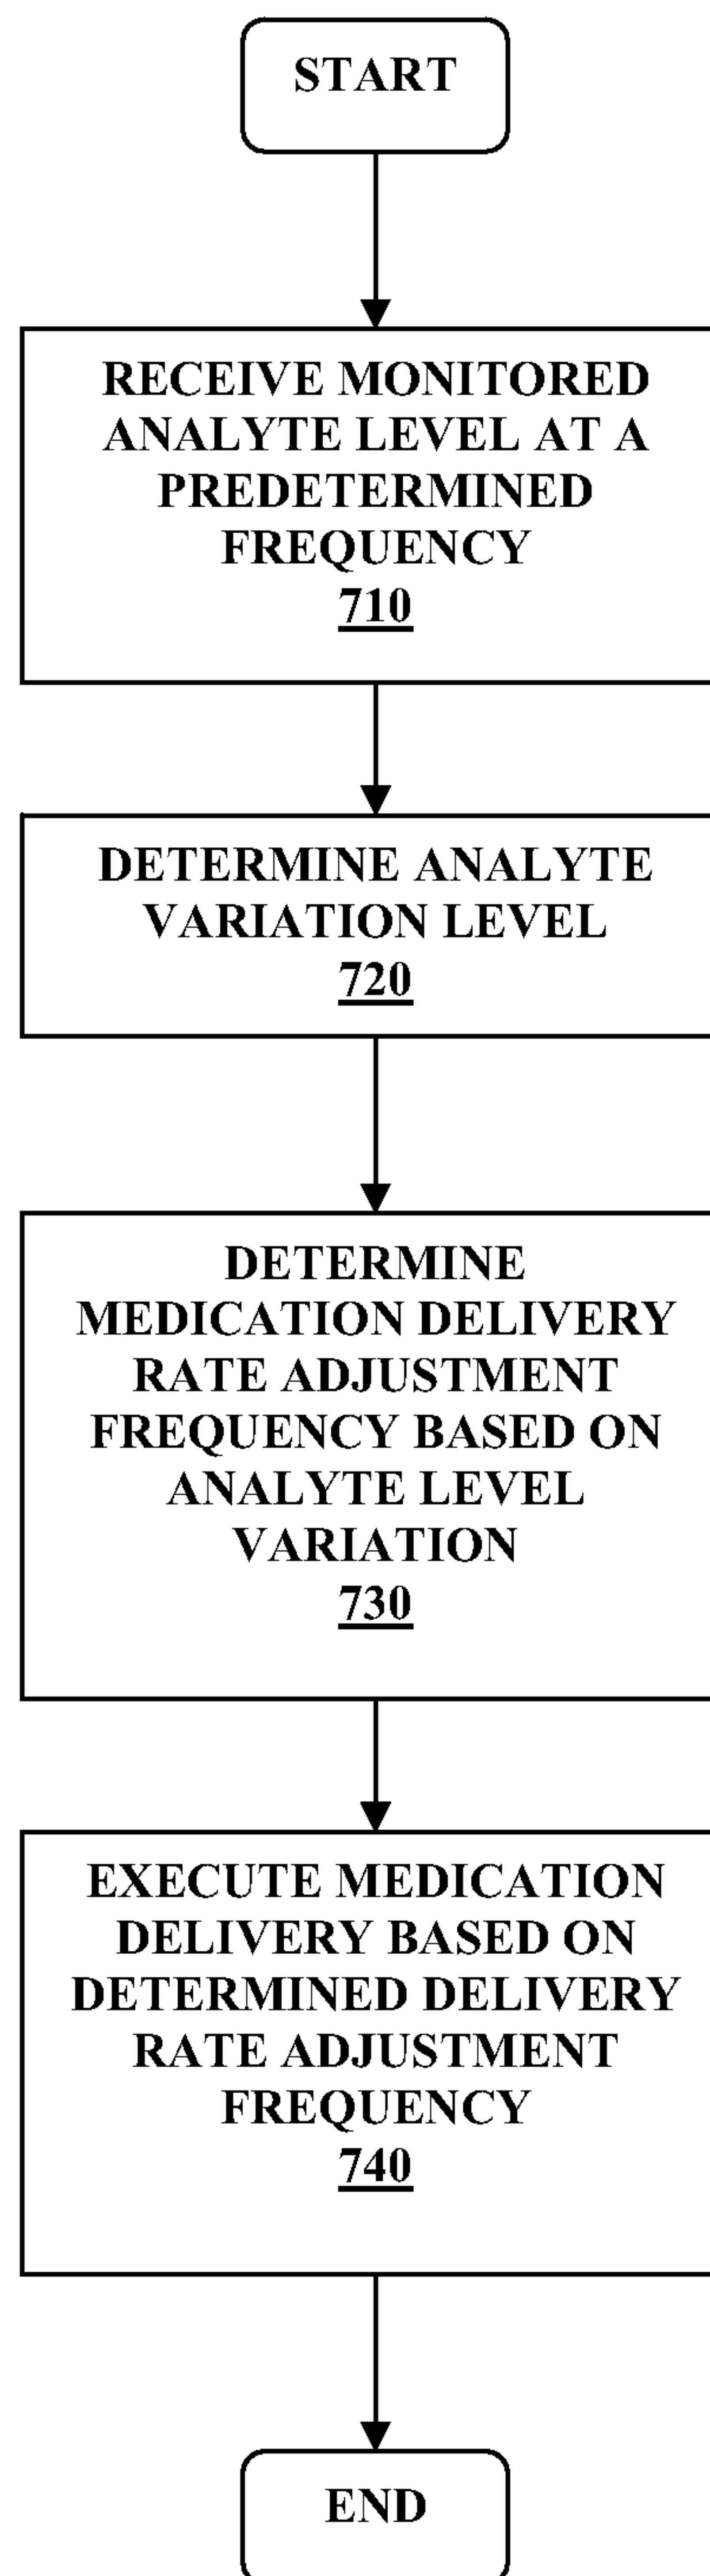 START
RECEIVE MONITORED
ANALYTE LEVEL AT A
PREDETERMINED
FREQUENCY
710
DETERMINE ANALYTE
VARIATION LEVEL
720
DETERMINE
MEDICATION DELIVERY
RATE ADJUSTMENT
FREQUENCY BASED ON
ANALYTE LEVEL
VARIATION
730
EXECUTE MEDICATION
DELIVERY BASED ON
DETERMINED DELIVERY
RATE ADJUSTMENT
FREQUENCY
740
END